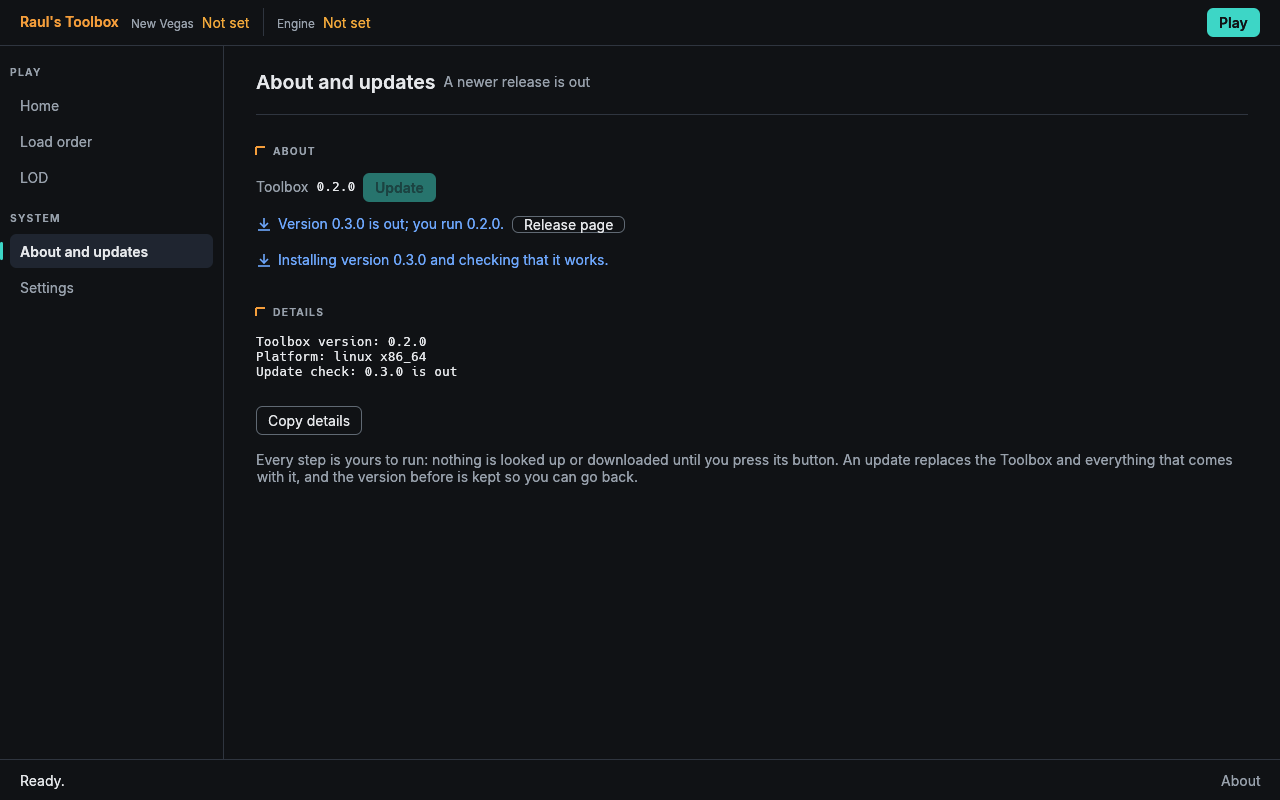 Raul's Toolbox New Vegas Not set Engine Not set Play
PLAY
Home
Load order
LOD
SYSTEM
About and updates
Settings
About and updates A newer release is out
ABOUT
Toolbox 0.2.0 Update
Version 0.3.0 is out; you run 0.2.0. Release page
Installing version 0.3.0 and checking that it works.
DETAILS
Toolbox version: 0.2.0
Platform: linux x86_64
Update check: 0.3.0 is out
Copy details
Every step is yours to run: nothing is looked up or downloaded until you press its button. An update replaces the Toolbox and everything that comes
with it, and the version before is kept so you can go back.
Ready. About